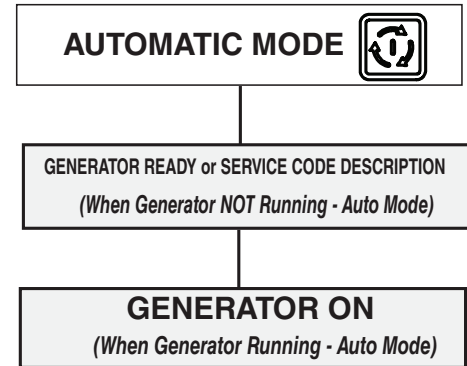 AUTOMATIC MODE
GENERATOR READY or SERVICE CODE DESCRIPTION
(When Generator NOT Running - Auto Mode)
GENERATOR ON
(When Generator Running - Auto Mode)